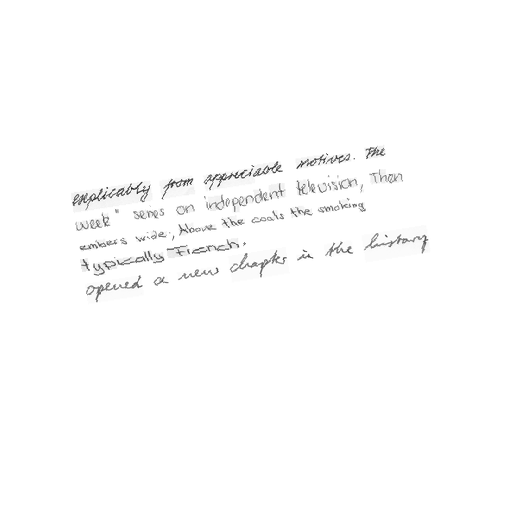 explicably from appreciable motives. The
week" series on independent television, Then
embers wide; Above the coals the smoking
typically French.
opened a new chapter in the history